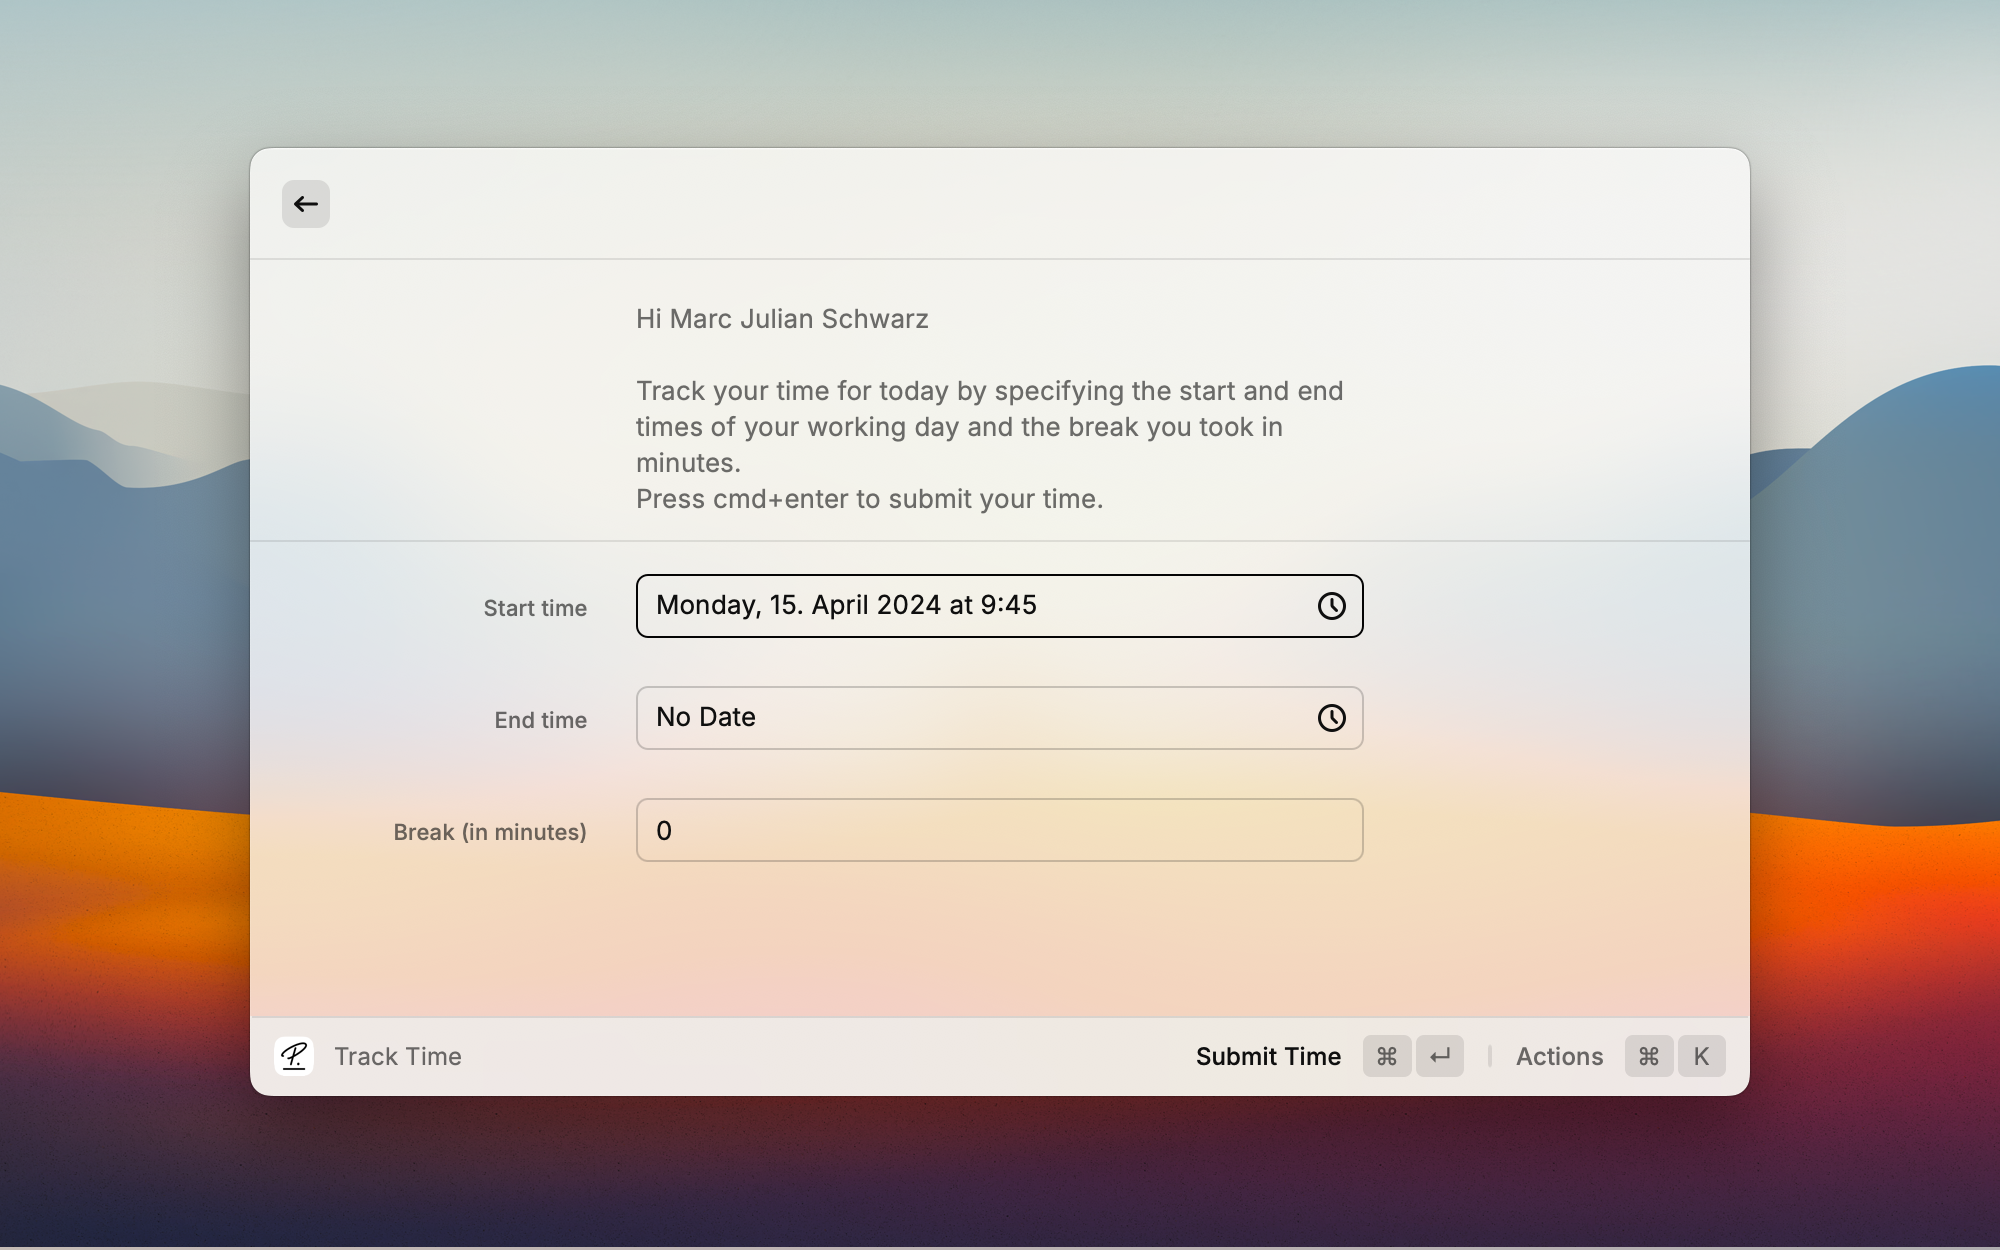 Hi Marc Julian Schwarz
Track your time for today by specifying the start and end
times of your working day and the break you took in
minutes.
Press cmd+enter to submit your time.
Start time
Monday, 15. April 2024 at 9:45
End time
No Date
Break (in minutes)
0
P.
Track Time
Submit Time ⌘ ↵
Actions ⌘ K